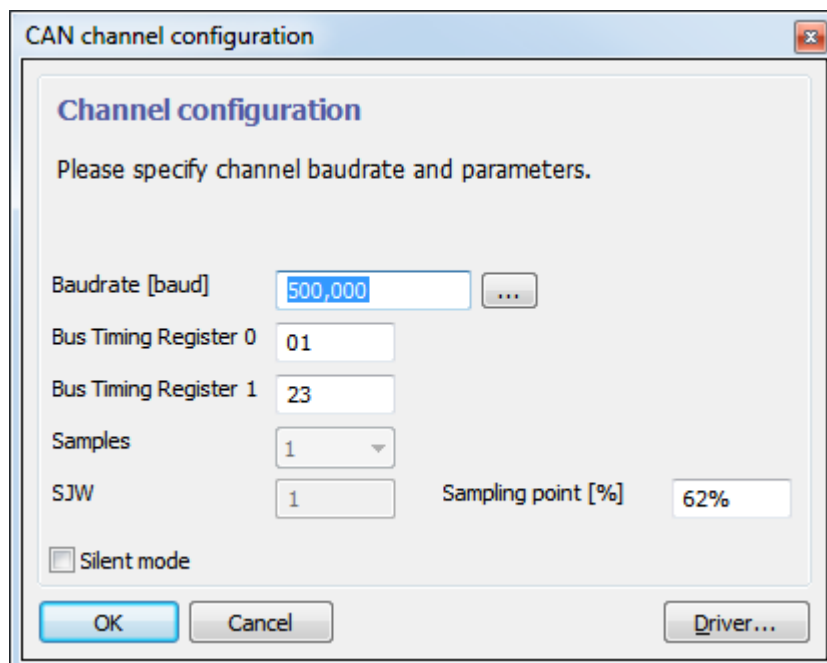 CAN channel configuration
Channel configuration
Please specify channel baudrate and parameters.
Baudrate [baud] 500,000 ...
Bus Timing Register 0 01
Bus Timing Register 1 23
Samples 1
SJW 1 Sampling point [%] 62%
Silent mode
OK Cancel Driver...